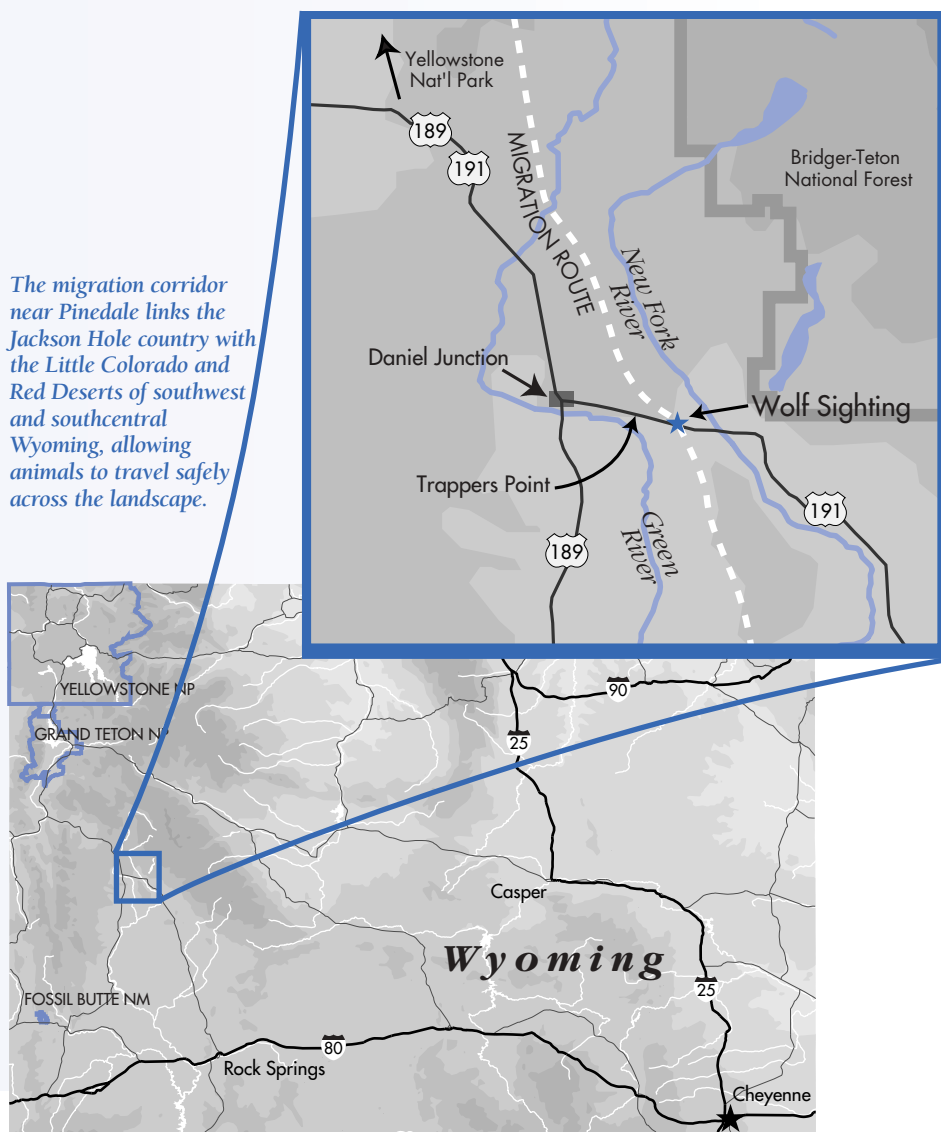 Yellowstone
Nat'l Park
189
191
MIGRATION ROUTE
Bridger-Teton
National Forest
New Fork
River
Daniel Junction
Wolf Sighting
Trappers Point
191
189
Green
River
The migration corridor
near Pinedale links the
Jackson Hole country with
the Little Colorado and
Red Deserts of southwest
and southcentral
Wyoming, allowing
animals to travel safely
across the landscape.
YELLOWSTONE NP
90
GRAND TETON NP
25
Casper
Wyoming
25
FOSSIL BUTTE NM
80
Rock Springs
Cheyenne